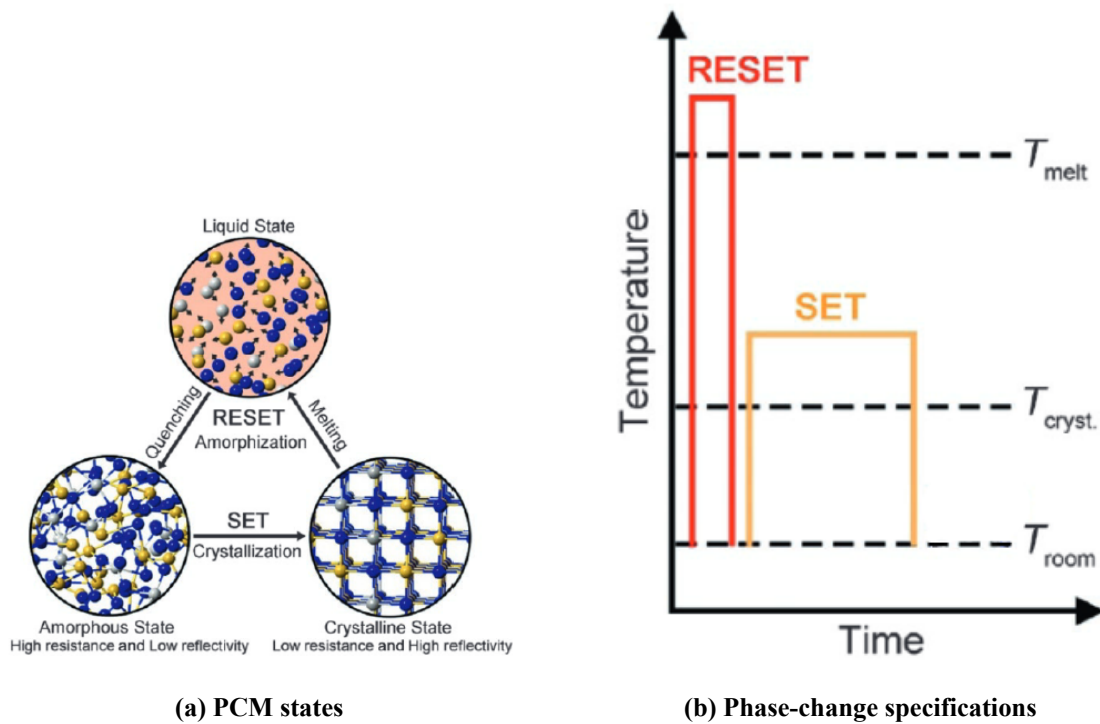 Liquid State
Quenching
RESET
Amorphization
Melting
SET
Crystallization
Amorphous State
High resistance and Low reflectivity
Crystalline State
Low resistance and High reflectivity
(a) PCM states
Temperature
RESET
T melt
SET
T cryst.
T room
Time
(b) Phase-change specifications